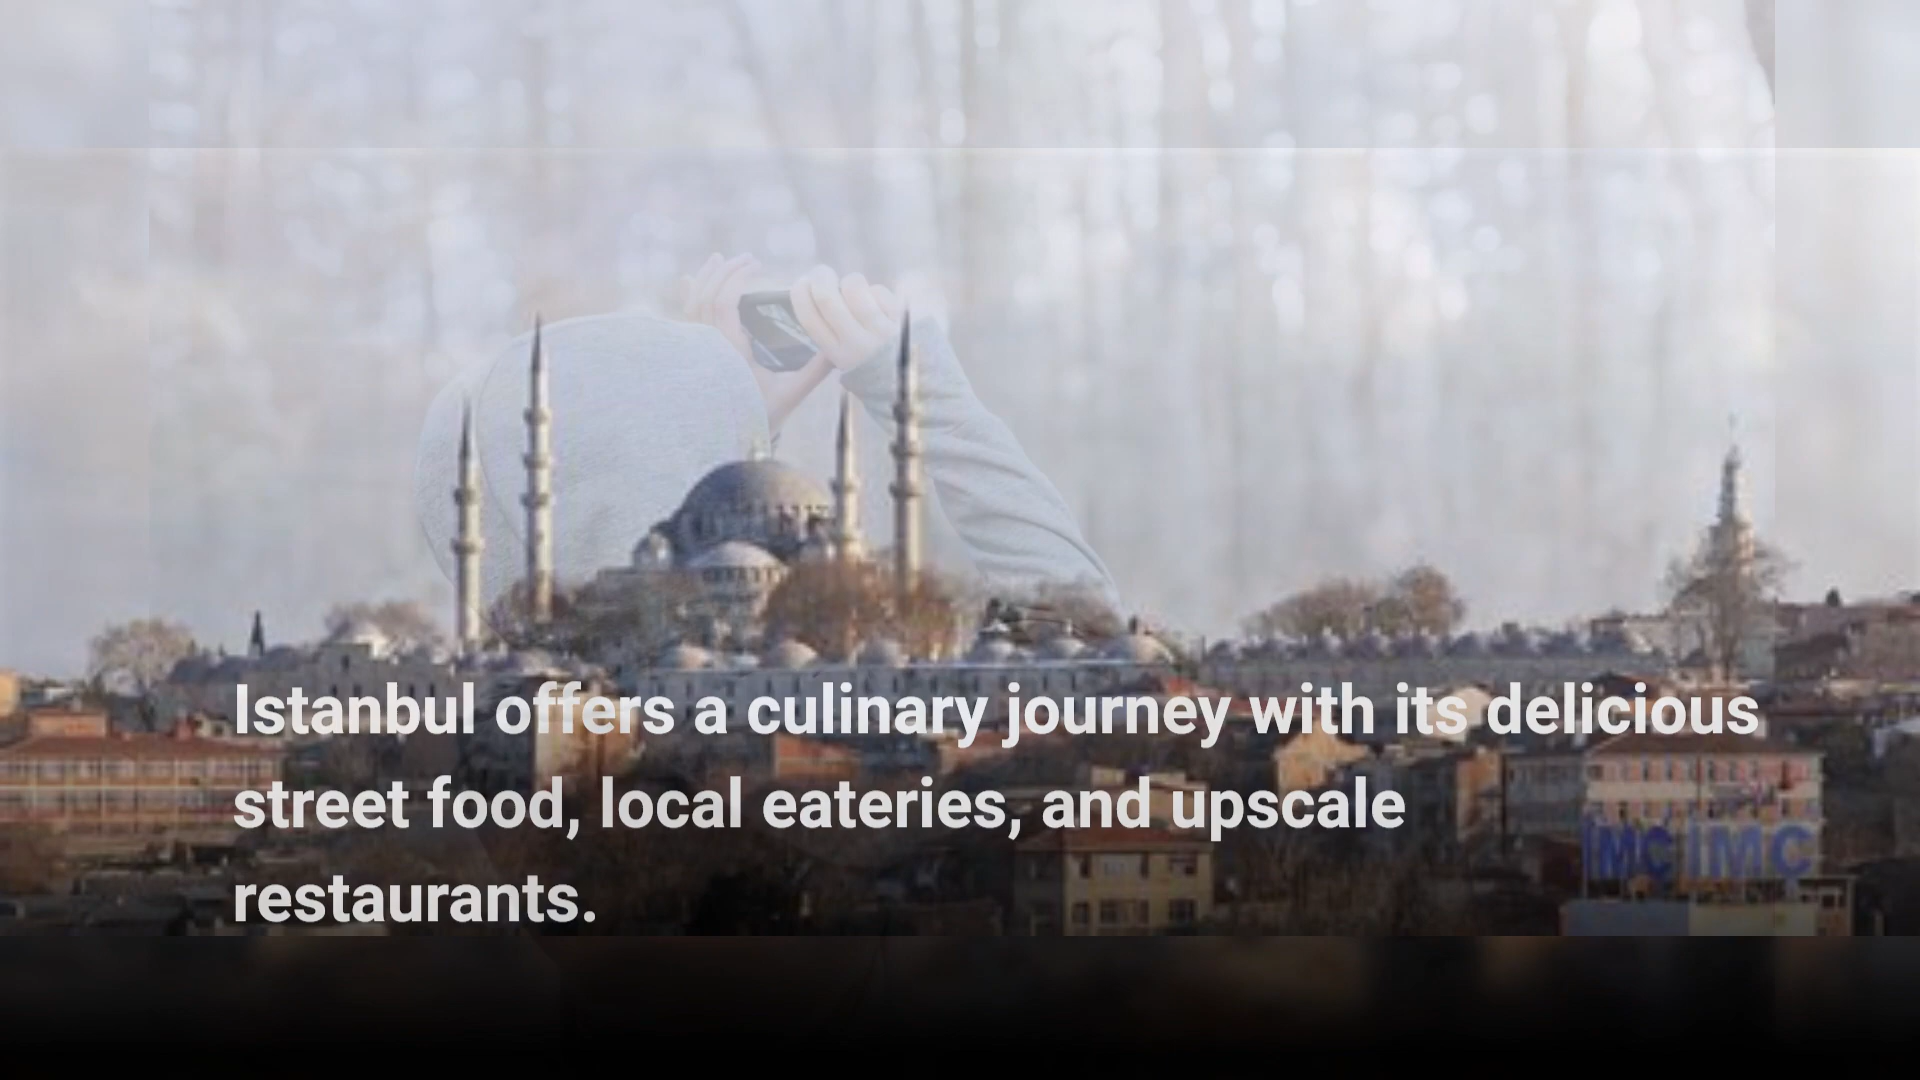 Istanbul offers a culinary journey with its delicious
street food, local eateries, and upscale
restaurants.
IMC IMC